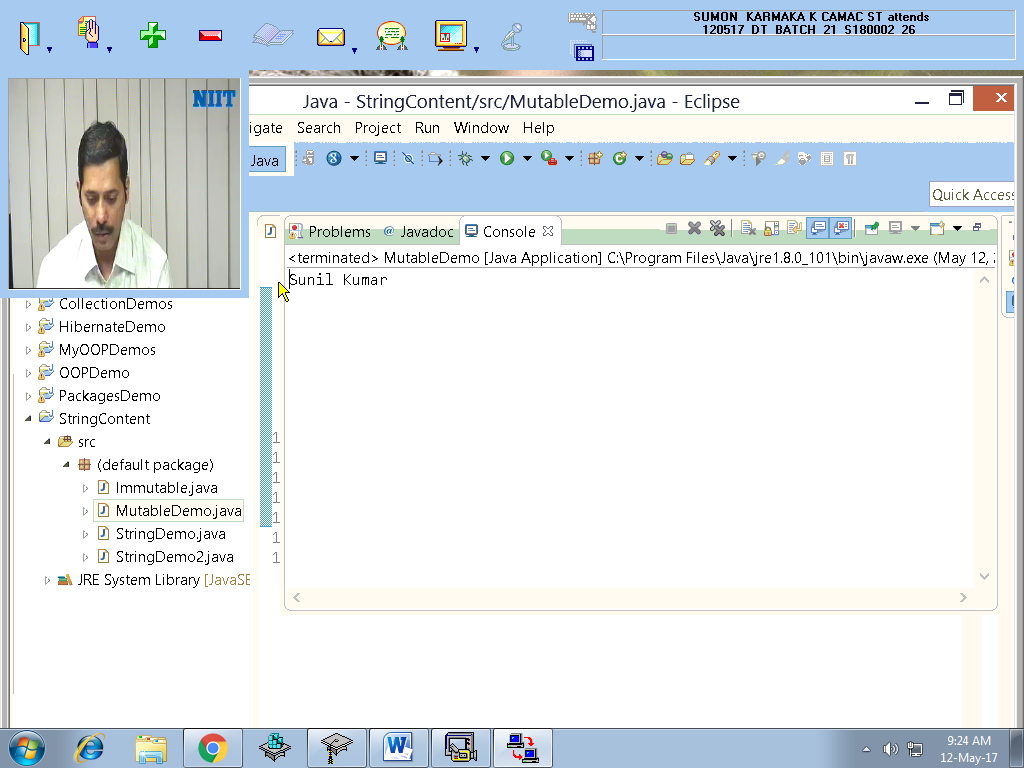 SUMON KARMAKA K CAMAC ST attends
120517 DT BATCH 21 S180002 26
NIIT
Java - StringContent/src/MutableDemo.java - Eclipse
igate Search Project Run Window Help
Java
Quick Access
Problems @ Javadoc Console
<terminated> MutableDemo [Java Application] C:\Program Files\Java\jre1.8.0_101\bin\javaw.exe (May 12,
Sunil Kumar
CollectionDemos
HibernateDemo
MyOOPDemos
OOPDemo
PackagesDemo
StringContent
src
(default package)
Immutable.java
MutableDemo.java
StringDemo.java
StringDemo2.java
JRE System Library [JavaSE
1
1
1
1
1
1
1
9:24 AM
12-May-17